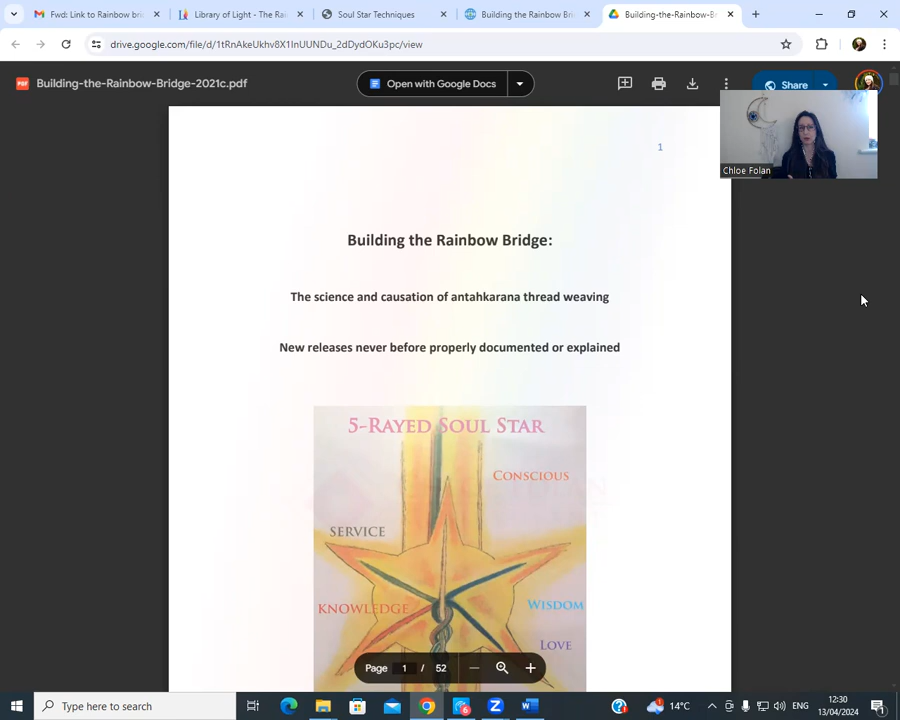 Fwd: Link to Rainbow bri
Library of Light - The Rai
Soul Star Techniques
Building the Rainbow Bri
Building-the-Rainbow-B
drive.google.com/file/d/1tRnAkeUkhv8X1InUUNDu_2dDydOKu3pc/view
PDF
Building-the-Rainbow-Bridge-2021c.pdf
Open with Google Docs
Share
Chloe Folan
1
Building the Rainbow Bridge:
The science and causation of antahkarana thread weaving
New releases never before properly documented or explained
5-RAYED SOUL STAR
CONSCIOUS
SERVICE
KNOWLEDGE
WISDOM
LOVE
Page 1 / 52
Type here to search
14°C
ENG
12:30
13/04/2024